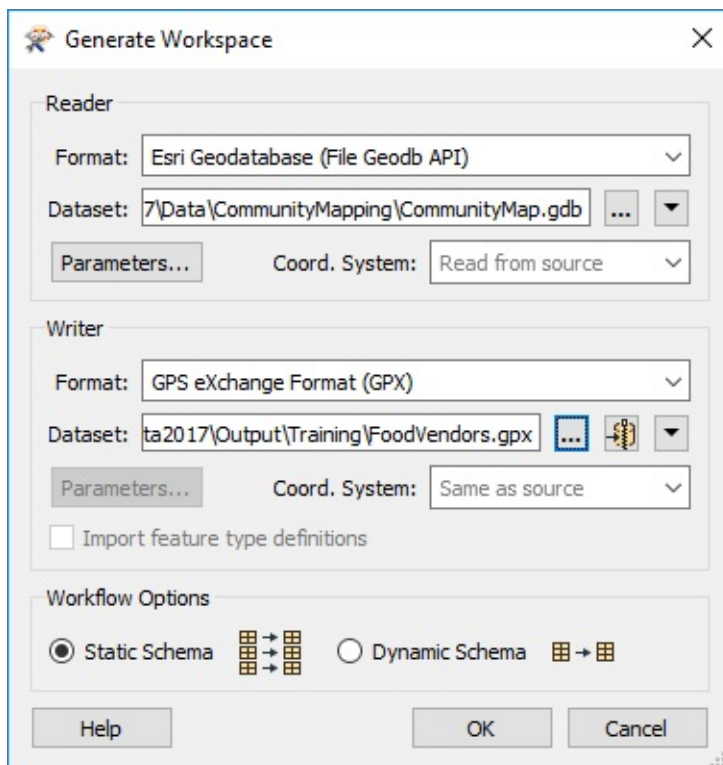 Generate Workspace
Reader
Format: Esri Geodatabase (File Geodb API)
Dataset: 7\Data\CommunityMapping\CommunityMap.gdb ...
Parameters... Coord. System: Read from source
Writer
Format: GPS eXchange Format (GPX)
Dataset: ta2017\Output\Training\FoodVendors.gpx ...
Parameters... Coord. System: Same as source
Import feature type definitions
Workflow Options
Static Schema Dynamic Schema
Help OK Cancel